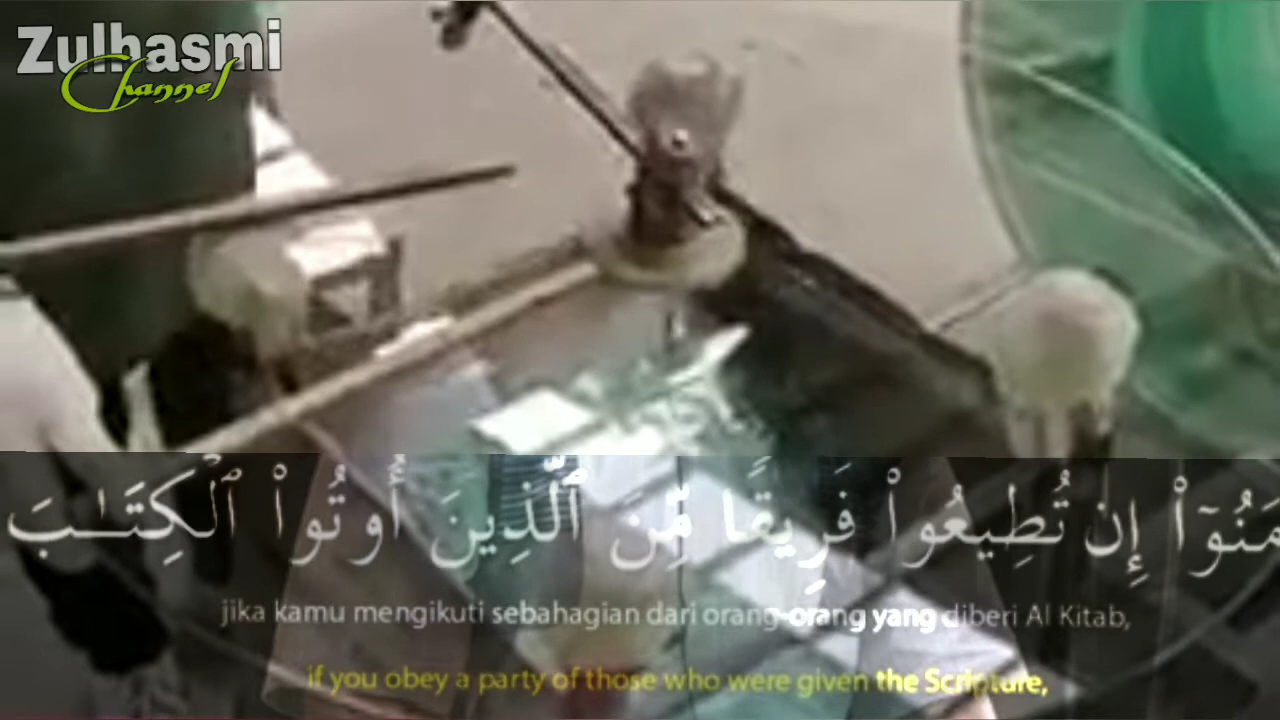 Zulhasmi
Channel
مَنُوٓا۟ إِن تُطِيعُوا۟ فَرِيقًا مِّنَ ٱلَّذِينَ أُوتُوا۟ ٱلْكِتَـٰبَ
jika kamu mengikuti sebahagian dari orang-orang yang diberi Al Kitab,
if you obey a party of those who were given the Scripture,